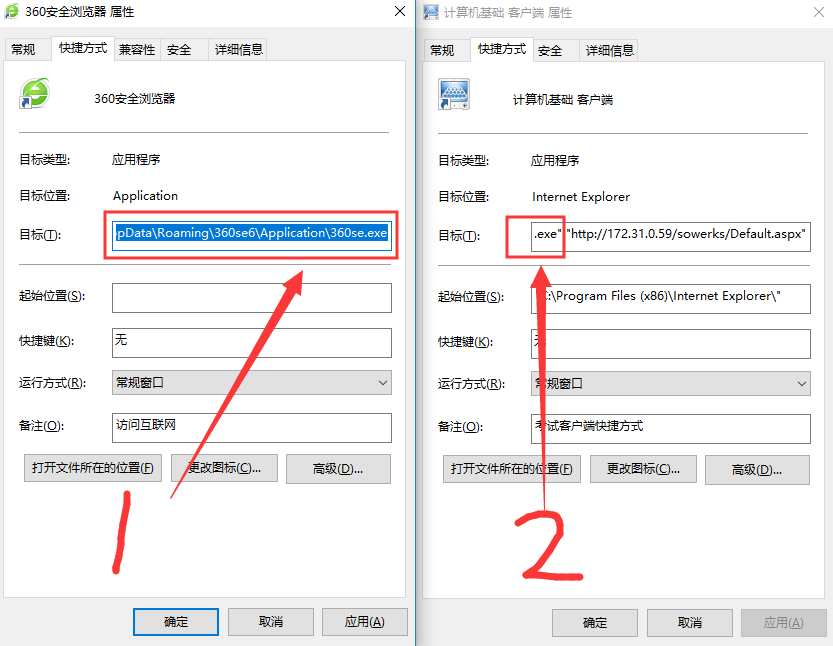 360安全浏览器 属性
常规 快捷方式 兼容性 安全 详细信息
360安全浏览器
目标类型: 应用程序
目标位置: Application
目标(T): pData\Roaming\360se6\Application\360se.exe
起始位置(S):
快捷键(K): 无
运行方式(R): 常规窗口
备注(O): 访问互联网
打开文件所在的位置(F) 更改图标(C)... 高级(D)...
1
确定 取消 应用(A)
计算机基础 客户端 属性
常规 快捷方式 安全 详细信息
计算机基础 客户端
目标类型: 应用程序
目标位置: Internet Explorer
目标(T): .exe" "http://172.31.0.59/sowerks/Default.aspx"
起始位置(S): :\Program Files (x86)\Internet Explorer\"
快捷键(K): 无
运行方式(R): 常规窗口
备注(O): 考试客户端快捷方式
打开文件所在的位置(F) 更改图标(C)... 高级(D)...
2
确定 取消 应用(A)